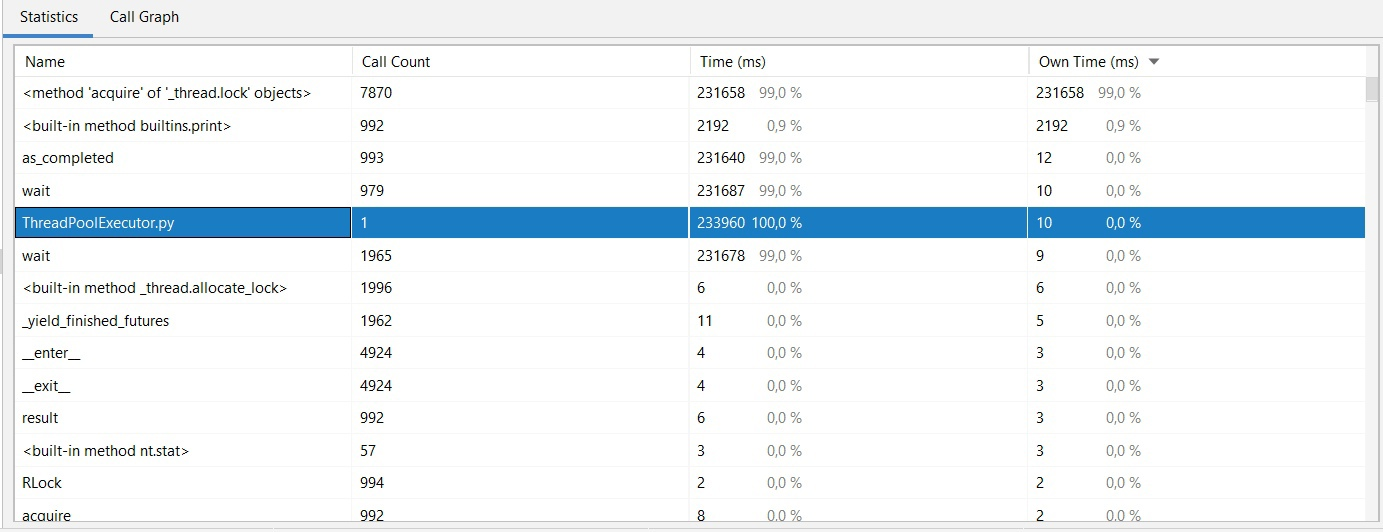 Statistics Call Graph
Name Call Count Time (ms) Own Time (ms)
<method 'acquire' of '_thread.lock' objects> 7870 231658 99,0 % 231658 99,0 %
<built-in method builtins.print> 992 2192 0,9 % 2192 0,9 %
as_completed 993 231640 99,0 % 12 0,0 %
wait 979 231687 99,0 % 10 0,0 %
ThreadPoolExecutor.py 1 233960 100,0 % 10 0,0 %
wait 1965 231678 99,0 % 9 0,0 %
<built-in method _thread.allocate_lock> 1996 6 0,0 % 6 0,0 %
_yield_finished_futures 1962 11 0,0 % 5 0,0 %
__enter__ 4924 4 0,0 % 3 0,0 %
__exit__ 4924 4 0,0 % 3 0,0 %
result 992 6 0,0 % 3 0,0 %
<built-in method nt.stat> 57 3 0,0 % 3 0,0 %
RLock 994 2 0,0 % 2 0,0 %
acquire 992 8 0,0 % 2 0,0 %